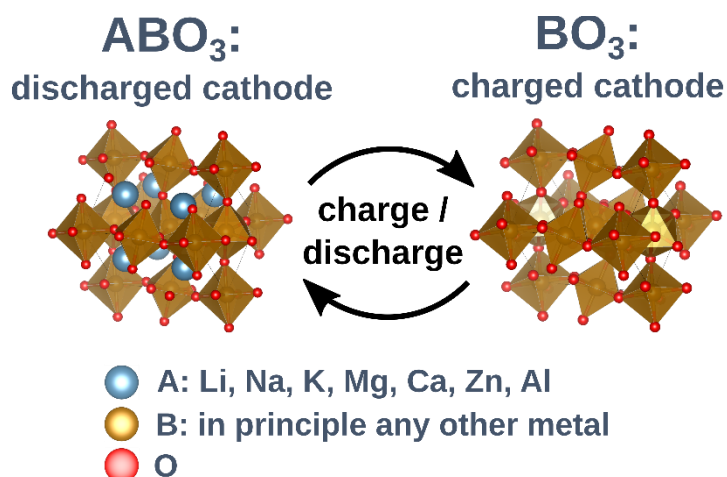 ABO₃:
discharged cathode
BO₃:
charged cathode
charge /
discharge
A: Li, Na, K, Mg, Ca, Zn, Al
B: in principle any other metal
O